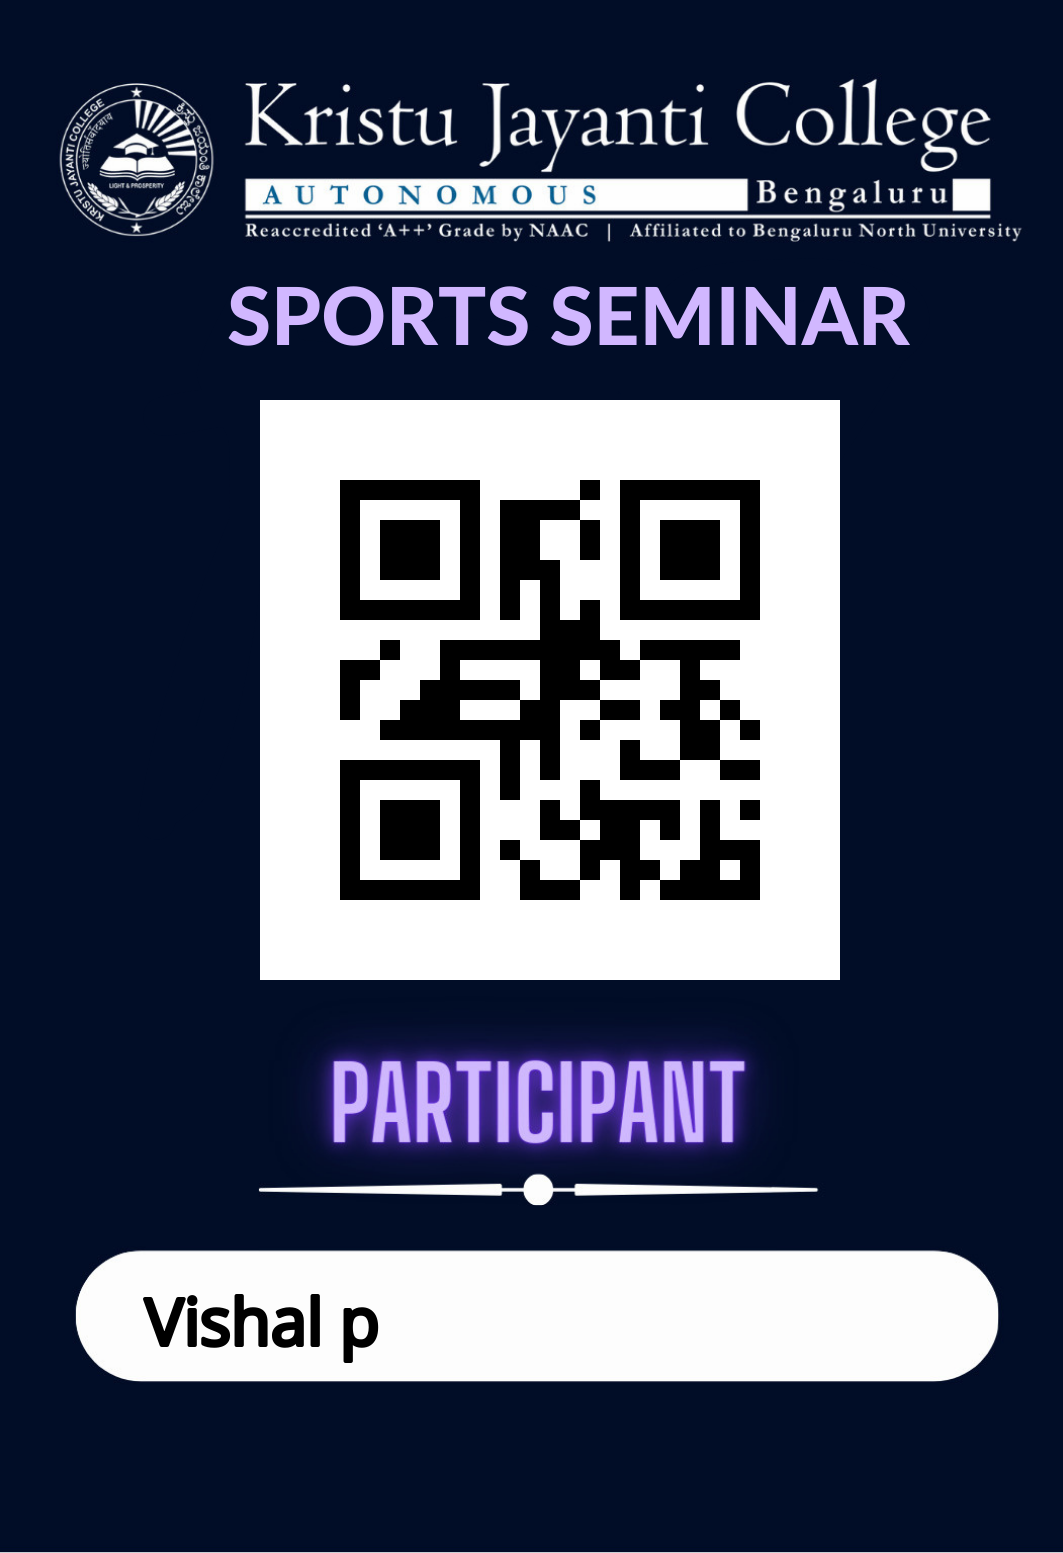 KRISTU JAYANTI COLLEGE
LIGHT & PROSPERITY
Kristu Jayanti College
AUTONOMOUS
Bengaluru
Reaccredited ‘A++’ Grade by NAAC | Affiliated to Bengaluru North University
SPORTS SEMINAR
PARTICIPANT
Vishal p